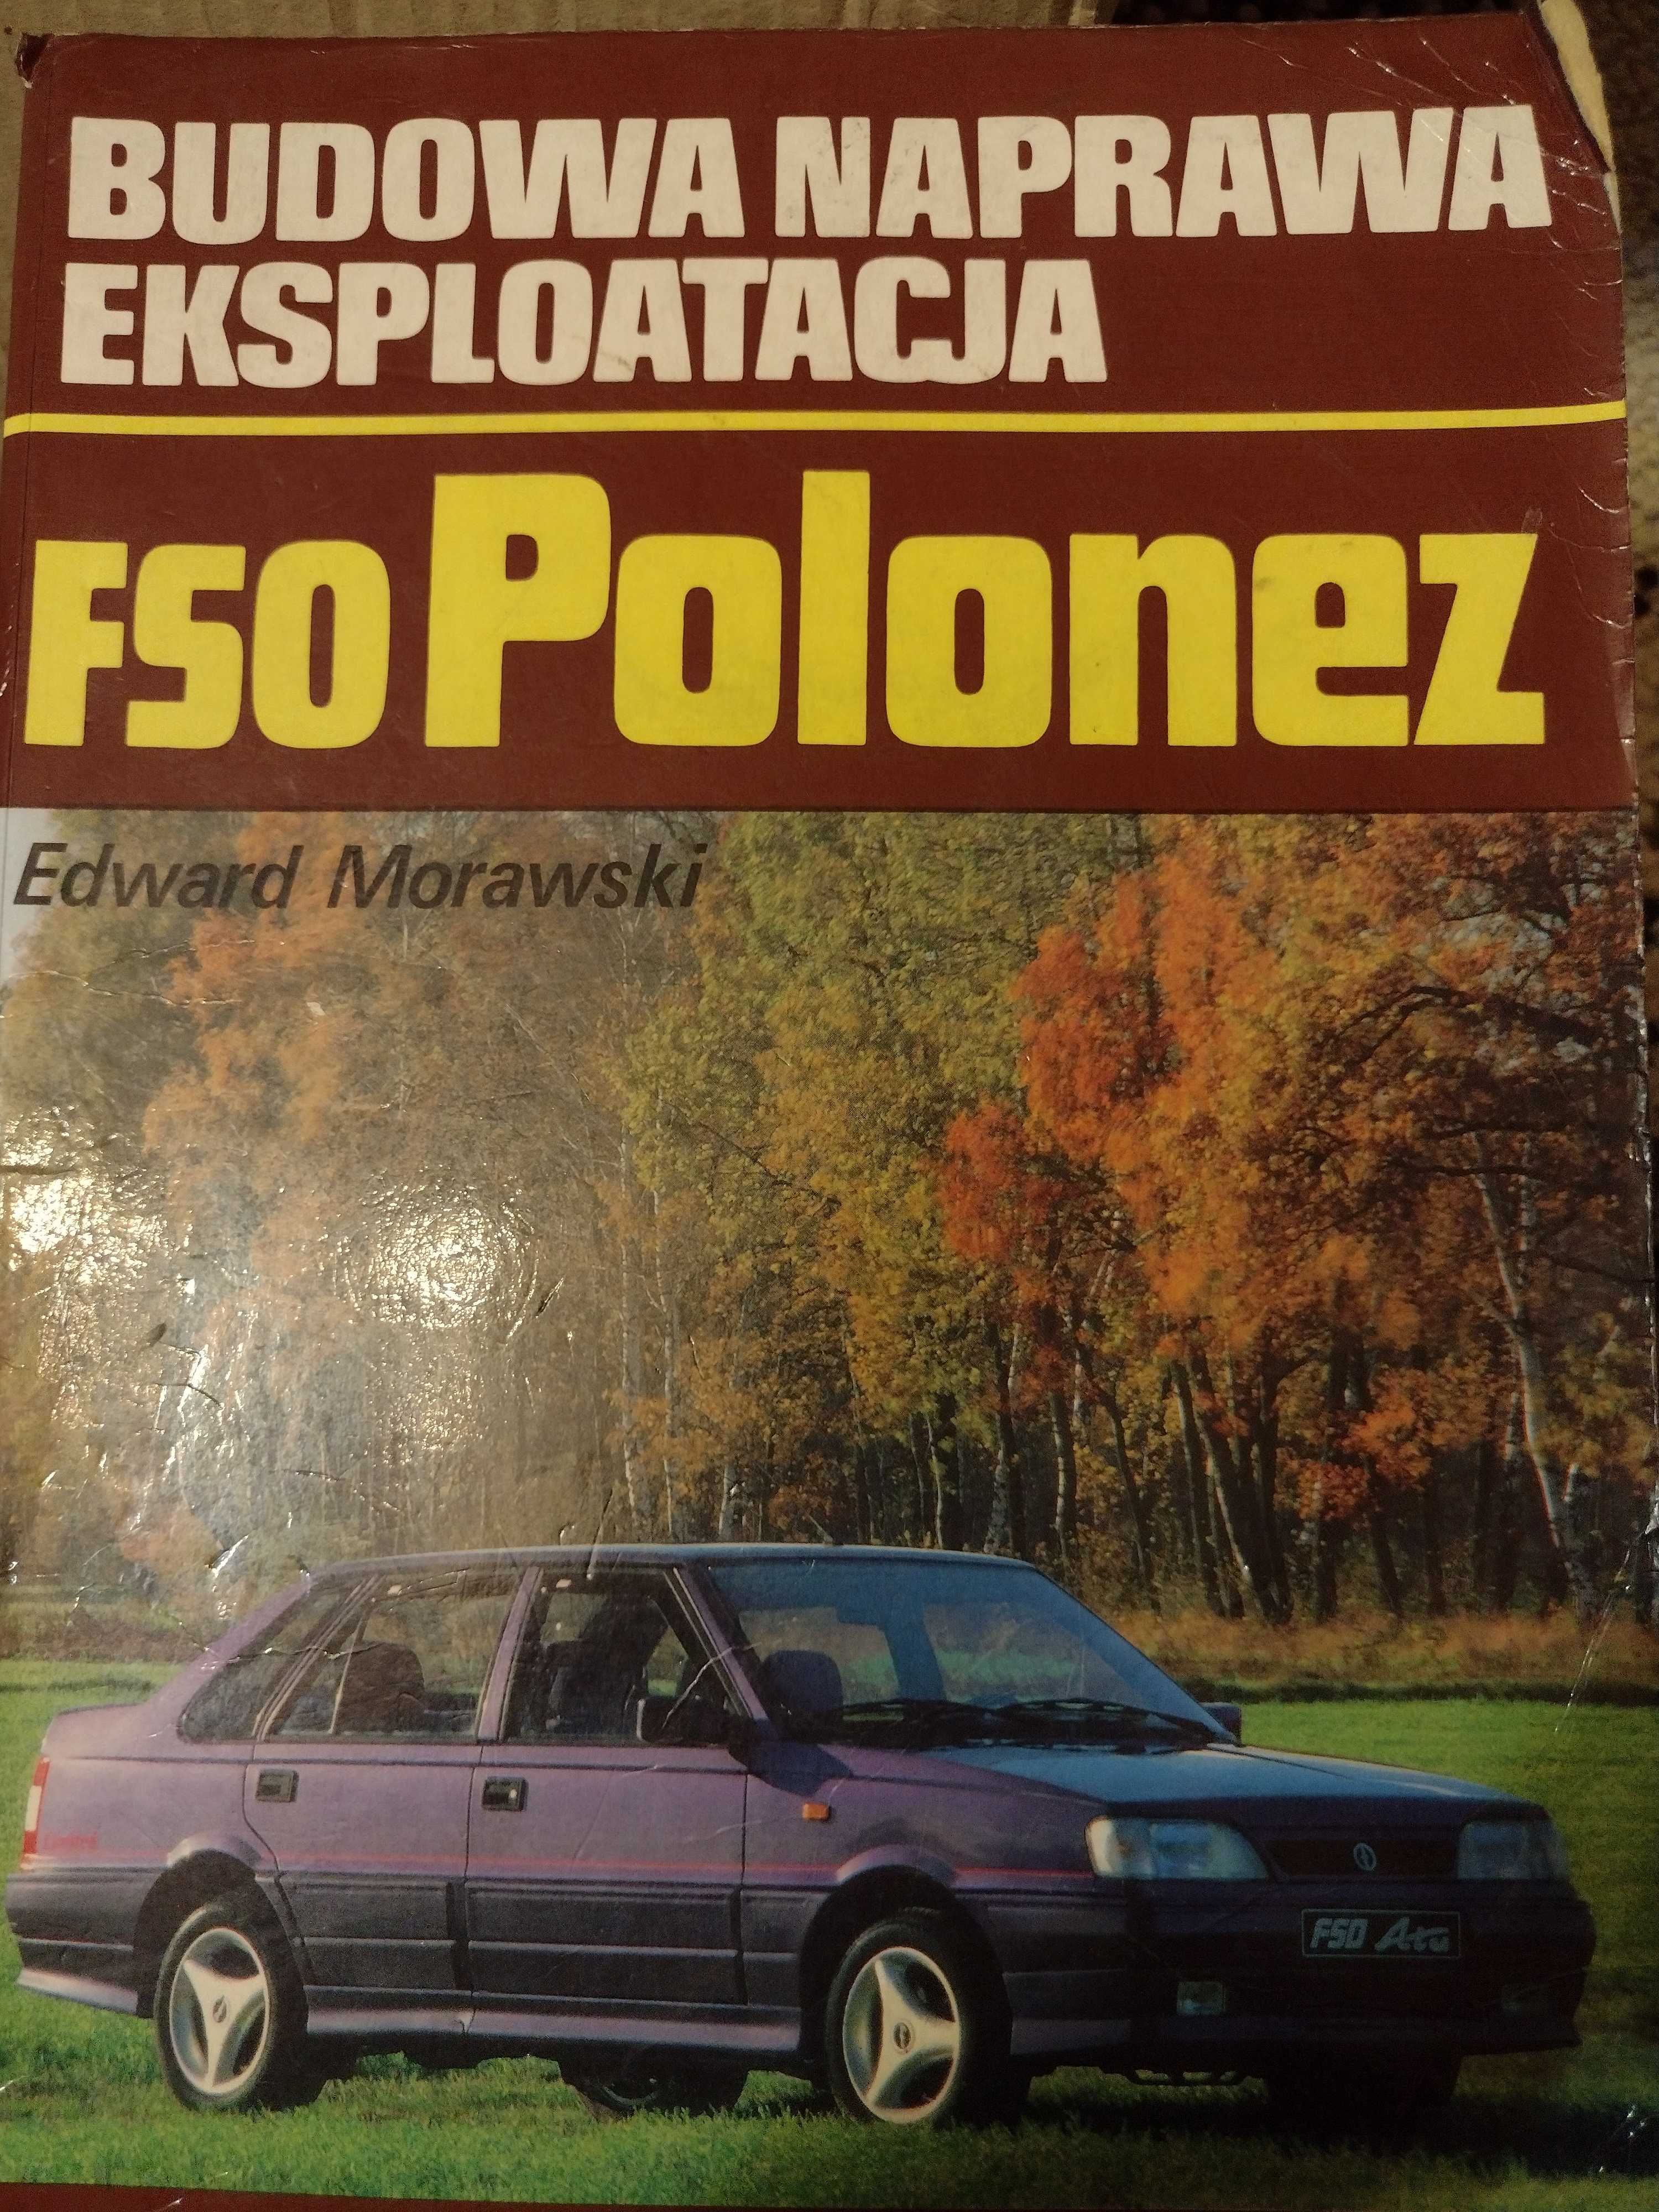 BUDOWA NAPRAWA
EKSPLOATACJA
FSO Polonez
Edward Morawski
FSO Atu